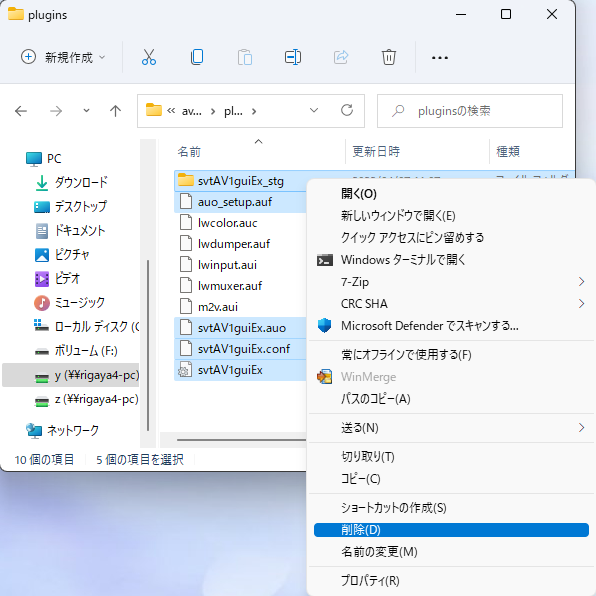 plugins
新規作成
av...
pl...
pluginsの検索
名前
更新日時
種類
svtAV1guiEx_stg
auo_setup.auf
lwcolor.auc
lwdumper.auf
lwinput.aui
lwmuxer.auf
m2v.aui
svtAV1guiEx.auo
svtAV1guiEx.conf
svtAV1guiEx
PC
ダウンロード
デスクトップ
ドキュメント
ピクチャ
ビデオ
ミュージック
ローカル ディスク (C
ボリューム (F:)
y (\\rigaya4-pc)
z (\\rigaya4-pc)
ネットワーク
10 個の項目
5 個の項目を選択
開く(O)
新しいウィンドウで開く(E)
クイック アクセスにピン留めする
Windows ターミナルで開く
7-Zip
CRC SHA
Microsoft Defender でスキャンする...
常にオフラインで使用する(F)
WinMerge
パスのコピー(A)
送る(N)
切り取り(T)
コピー(C)
ショートカットの作成(S)
削除(D)
名前の変更(M)
プロパティ(R)